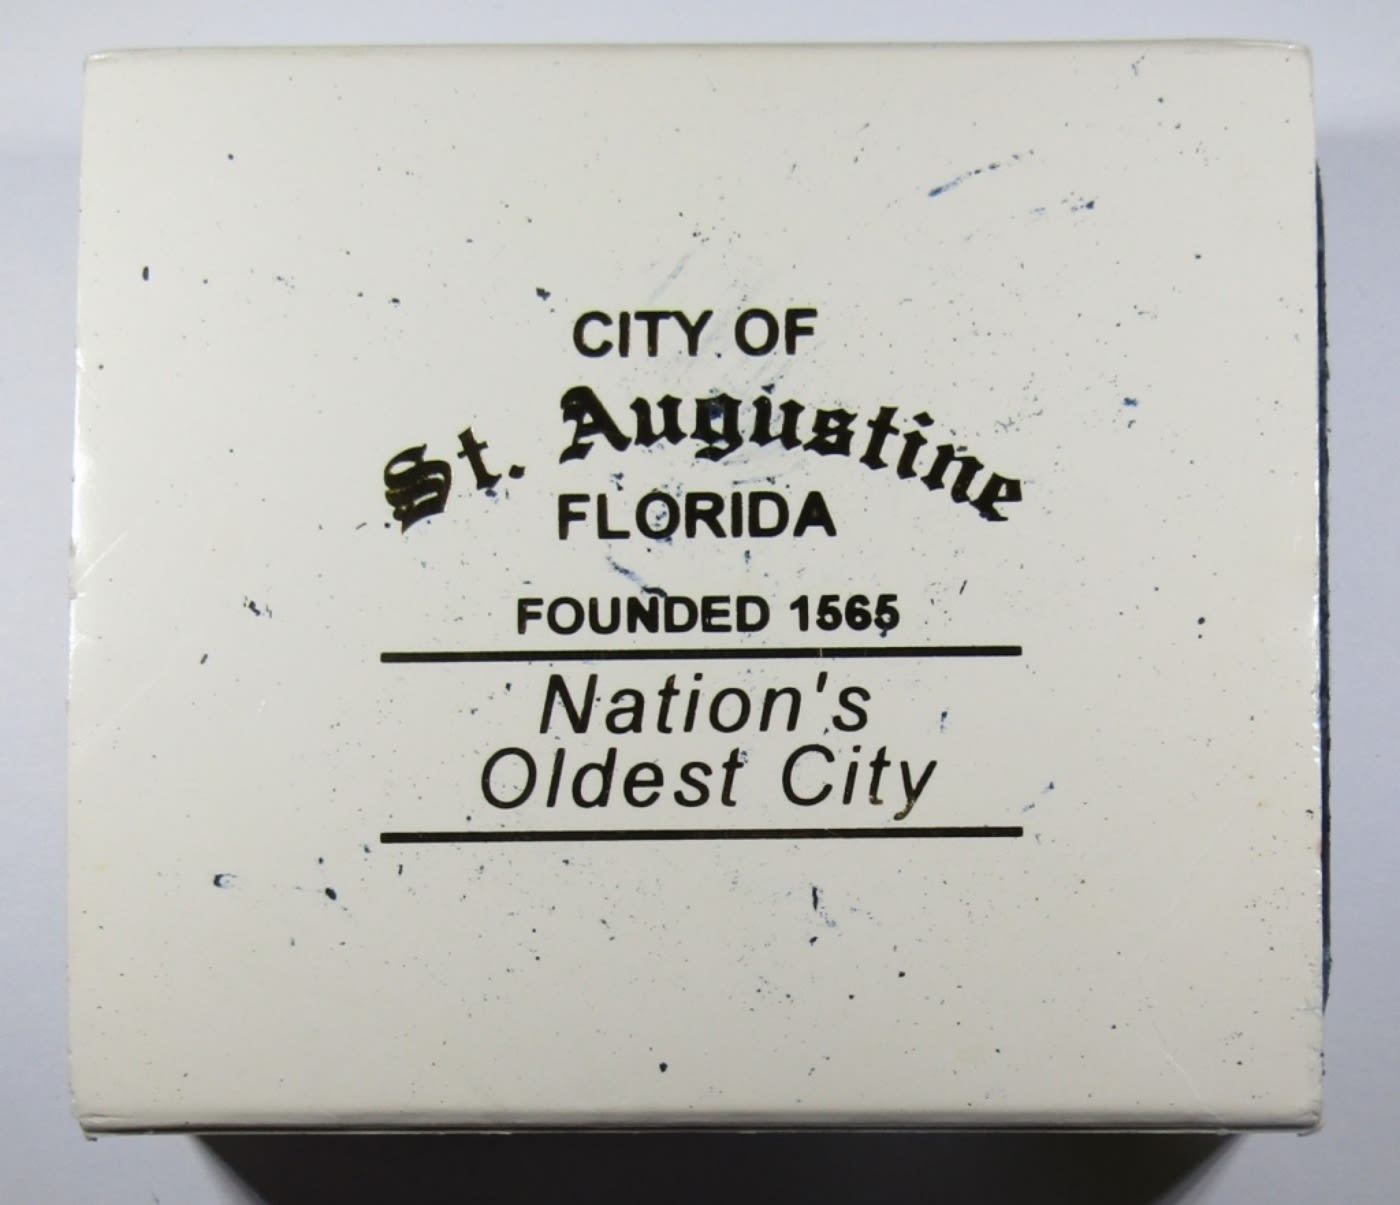 CITY OF
St. Augustine
FLORIDA
FOUNDED 1565
Nation's
Oldest City